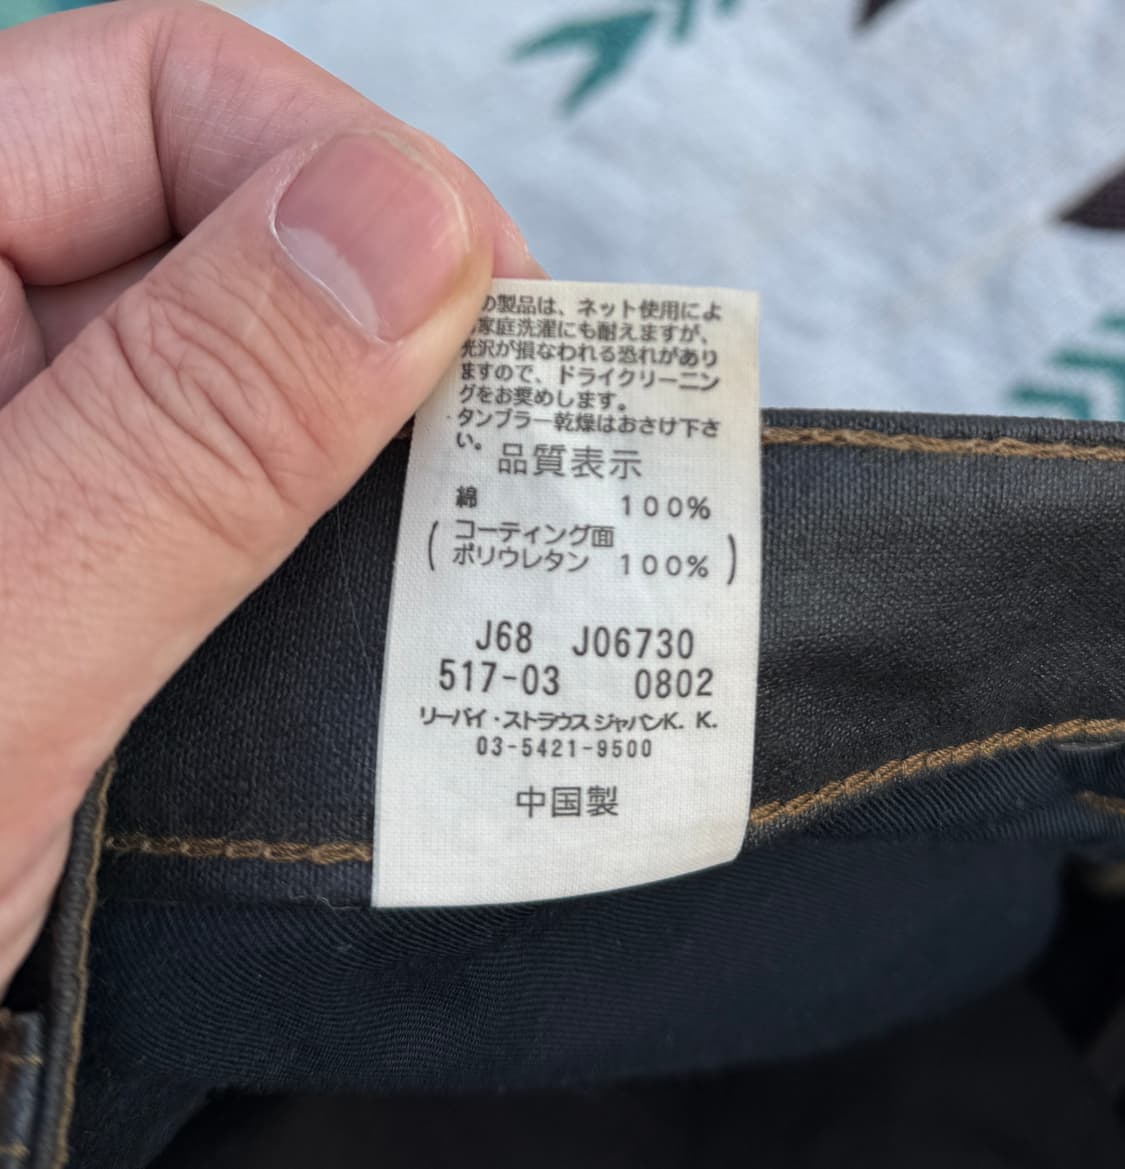 の製品は、ネット使用によ
家庭洗濯にも耐えますが、
光沢が損なわれる恐れがあり
ますので、ドライクリーニン
グをお奨めします。
・タンブラー乾燥はおさけ下さ
い。
品質表示
綿 100%
(コーティング面
ポリウレタン 100%)
J68 J06730
517-03 0802
リーバイ・ストラウス ジャパンK. K.
03-5421-9500
中国製